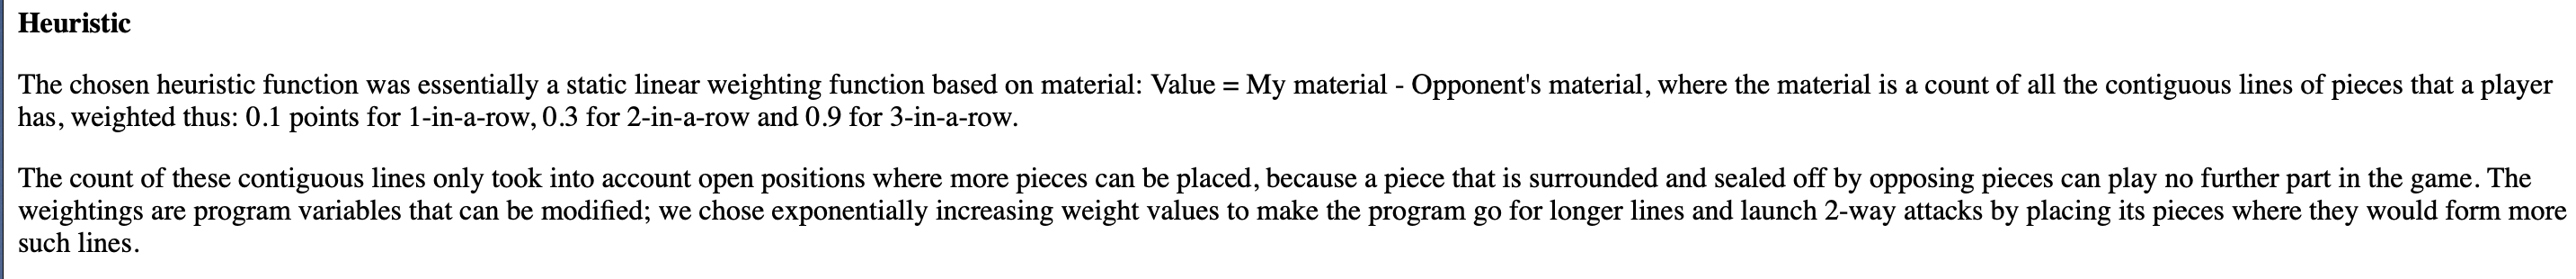 Heuristic
The chosen heuristic function was essentially a static linear weighting function based on material: Value = My material - Opponent's material, where the material is a count of all the contiguous lines of pieces that a player
has, weighted thus: 0.1 points for 1-in-a-row, 0.3 for 2-in-a-row and 0.9 for 3-in-a-row.
The count of these contiguous lines only took into account open positions where more pieces can be placed, because a piece that is surrounded and sealed off by opposing pieces can play no further part in the game. The
weightings are program variables that can be modified; we chose exponentially increasing weight values to make the program go for longer lines and launch 2-way attacks by placing its pieces where they would form more
such lines.